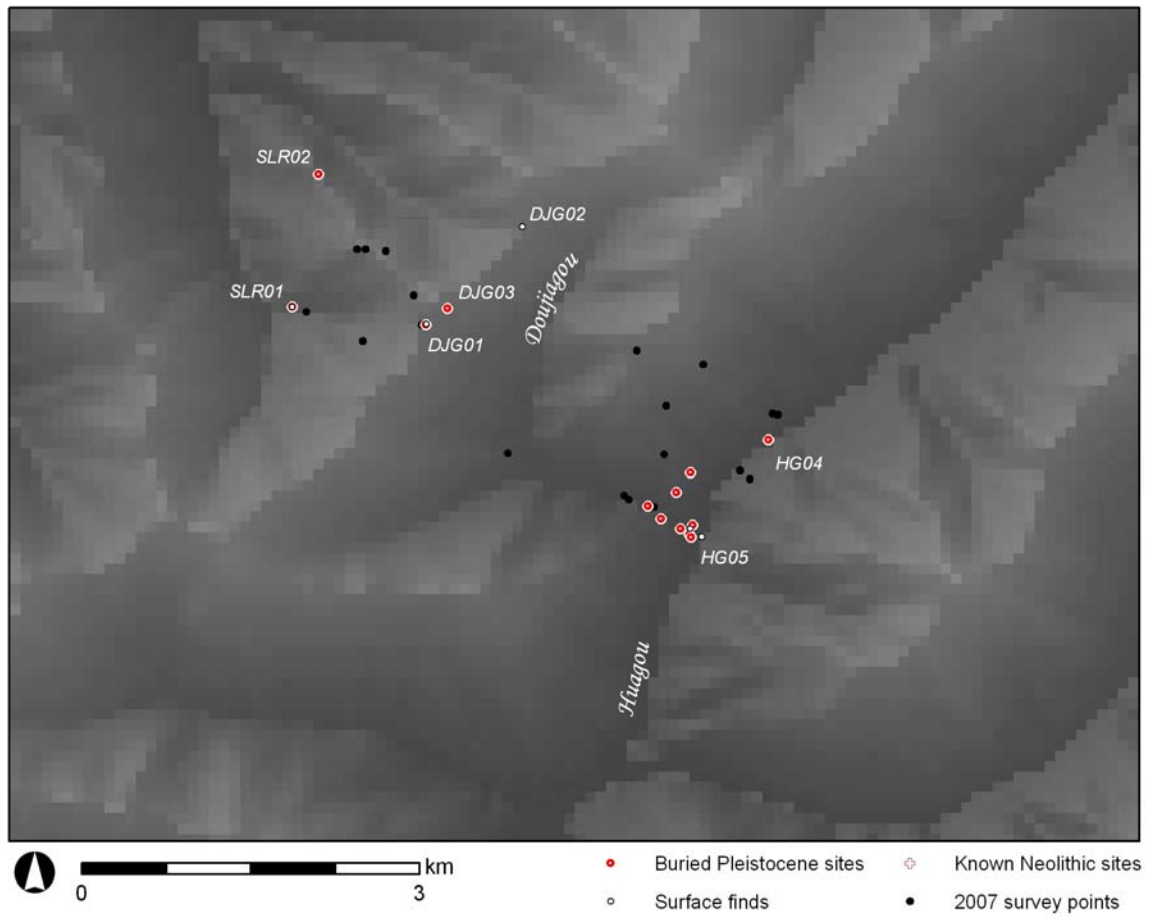 SLR02
DJG02
Doujiagou
SLR01
DJG03
DJG01
HG04
HG05
Huagou
km
0
3
Buried Pleistocene sites
Known Neolithic sites
Surface finds
2007 survey points